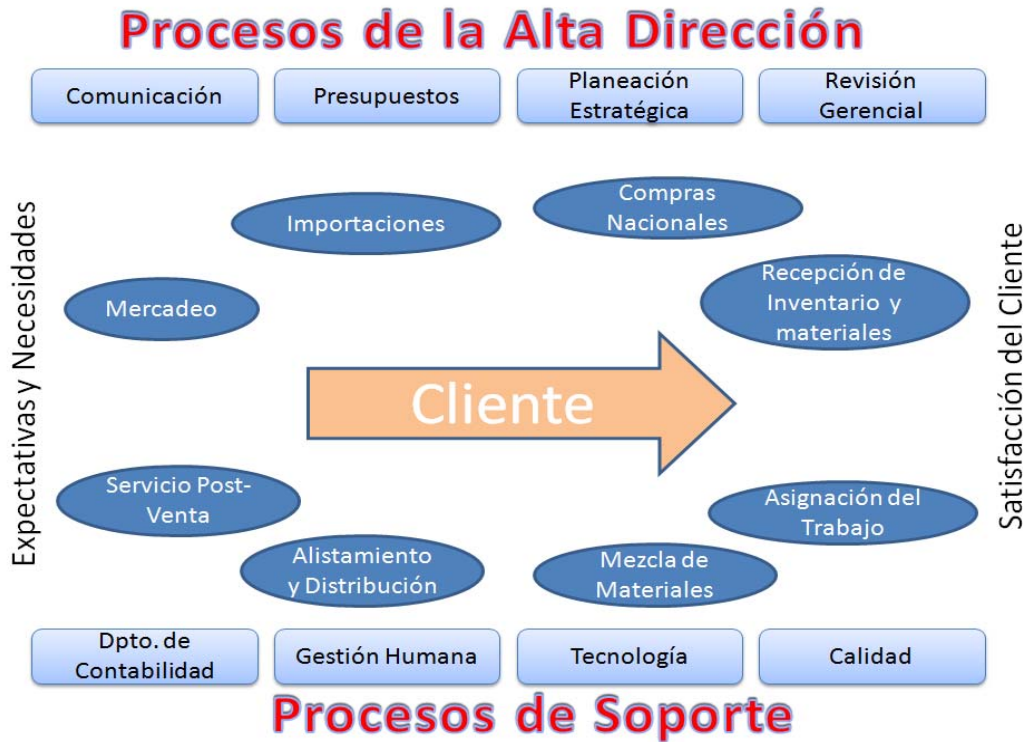 Procesos de la Alta Dirección
Comunicación
Presupuestos
Planeación
Estratégica
Revisión
Gerencial
Expectativas y Necesidades
Importaciones
Compras
Nacionales
Mercadeo
Recepción de
Inventario y
materiales
Cliente
Satisfacción del Cliente
Servicio Post-
Venta
Alistamiento
y Distribución
Mezcla de
Materiales
Asignación del
Trabajo
Dpto. de
Contabilidad
Gestión Humana
Tecnología
Calidad
Procesos de Soporte